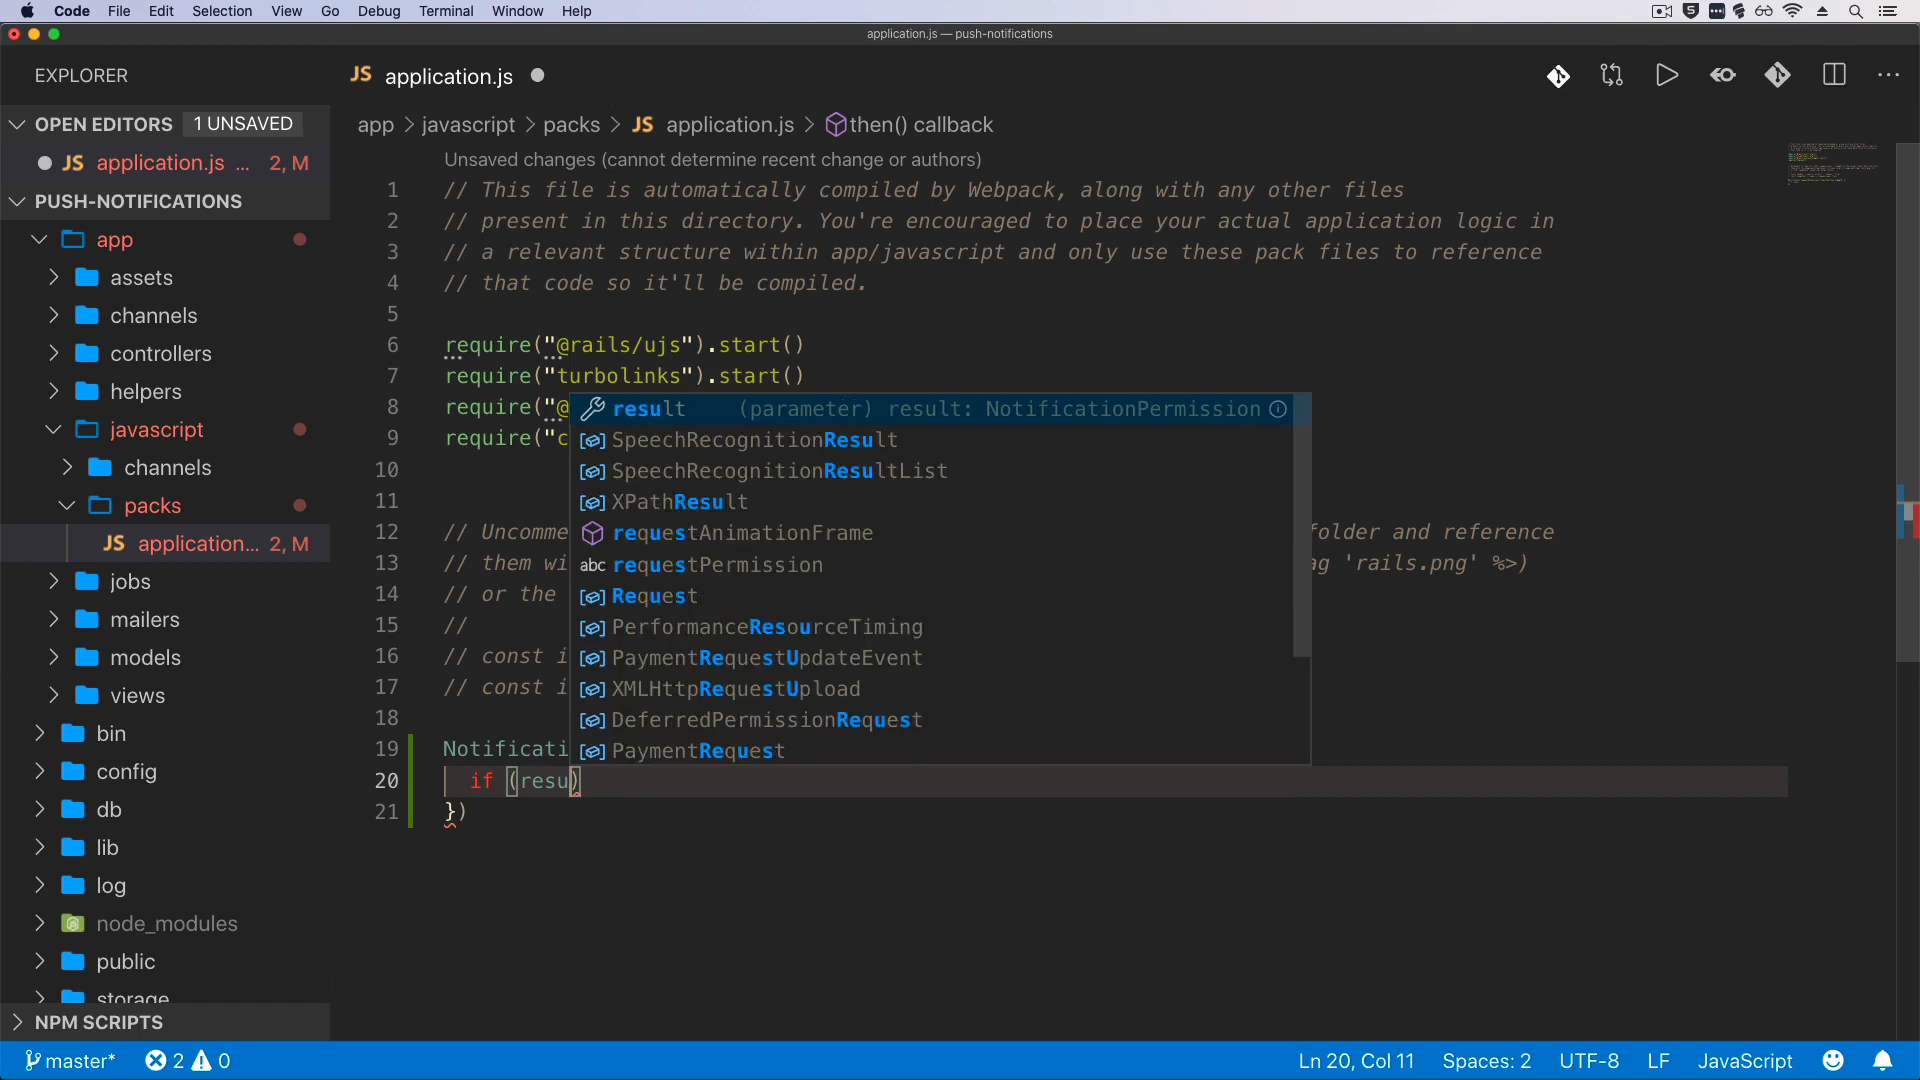 Code File Edit Selection View Go Debug Terminal Window Help
application.js — push-notifications
EXPLORER
JS application.js
OPEN EDITORS 1 UNSAVED
JS application.js ... 2, M
PUSH-NOTIFICATIONS
app
assets
channels
controllers
helpers
javascript
channels
packs
JS application... 2, M
jobs
mailers
models
views
bin
config
db
lib
log
node_modules
public
storage
NPM SCRIPTS
app > javascript > packs > JS application.js > then() callback
Unsaved changes (cannot determine recent change or authors)
1 // This file is automatically compiled by Webpack, along with any other files
2 // present in this directory. You're encouraged to place your actual application logic in
3 // a relevant structure within app/javascript and only use these pack files to reference
4 // that code so it'll be compiled.
5
6 require("@rails/ujs").start()
7 require("turbolinks").start()
8 require("@
9 require("c
10
11
12 // Uncomme folder and reference
13 // them wi ag 'rails.png' %>)
14 // or the
15 //
16 // const i
17 // const i
18
19 Notificati
20 if (resu)
21 })
result (parameter) result: NotificationPermission
SpeechRecognitionResult
SpeechRecognitionResultList
XPathResult
requestAnimationFrame
abc requestPermission
Request
PerformanceResourceTiming
PaymentRequestUpdateEvent
XMLHttpRequestUpload
DeferredPermissionRequest
PaymentRequest
master* 2 0 Ln 20, Col 11 Spaces: 2 UTF-8 LF JavaScript